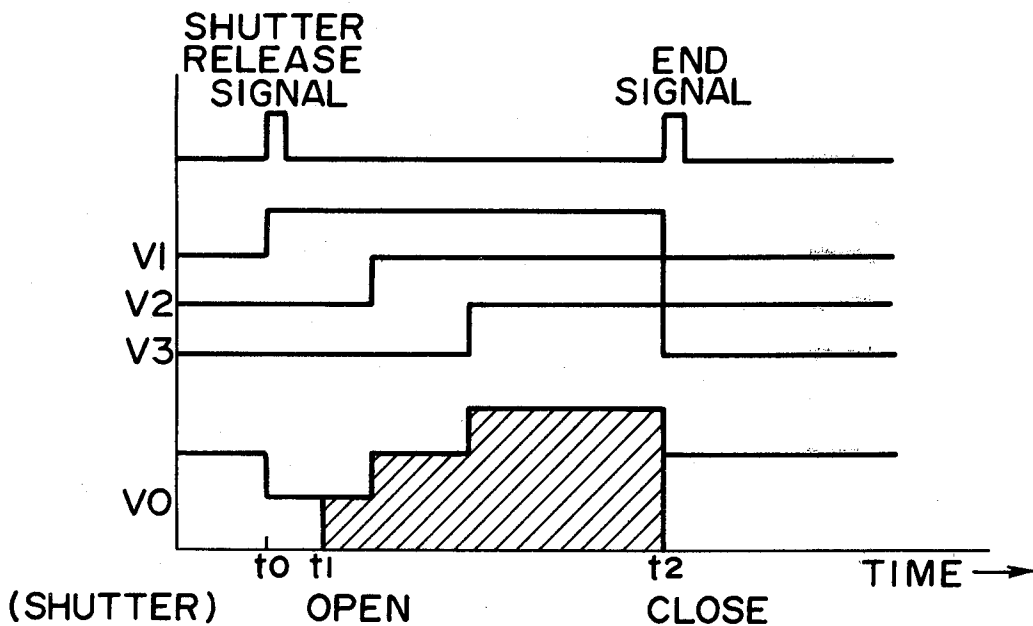 SHUTTER
RELEASE
SIGNAL
END
SIGNAL
V1
V2
V3
V0
t0 t1 t2 TIME
(SHUTTER) OPEN CLOSE